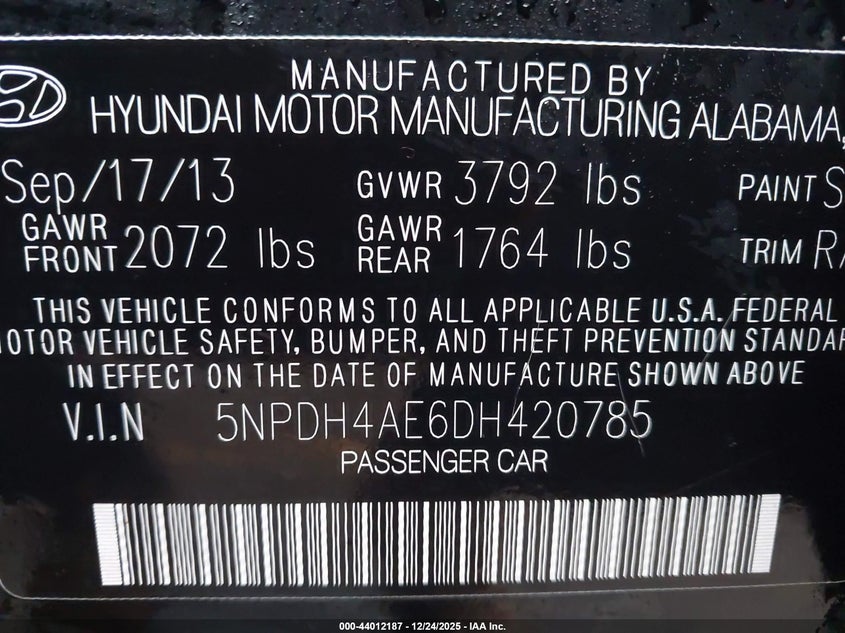 MANUFACTURED BY
HYUNDAI MOTOR MANUFACTURING ALABAMA,
Sep/17/13 GVWR 3792 lbs PAINT S
GAWR FRONT 2072 lbs GAWR REAR 1764 lbs TRIM
THIS VEHICLE CONFORMS TO ALL APPLICABLE U.S.A. FEDERAL
MOTOR VEHICLE SAFETY, BUMPER, AND THEFT PREVENTION STANDAR
IN EFFECT ON THE DATE OF MANUFACTURE SHOWN ABOVE
V.I.N 5NPDH4AE6DH420785
PASSENGER CAR
000-44012187 - 12/24/2025 - IAA Inc.